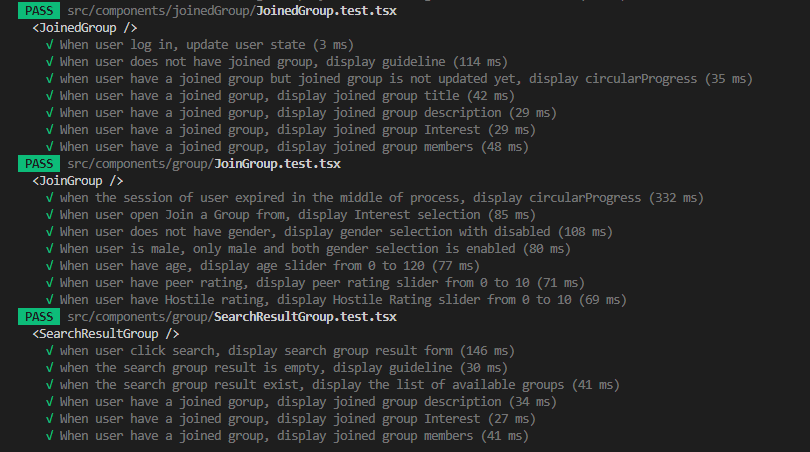 PASS src/components/joinedGroup/JoinedGroup.test.tsx
<JoinedGroup />
√ When user log in, update user state (3 ms)
√ When user does not have joined group, display guideline (114 ms)
√ when user have a joined group but joined group is not updated yet, display circularProgress (35 ms)
√ When user have a joined gorup, display joined group title (42 ms)
√ When user have a joined gorup, display joined group description (29 ms)
√ When user have a joined group, display joined group Interest (29 ms)
√ When user have a joined group, display joined group members (48 ms)
PASS src/components/group/JoinGroup.test.tsx
<JoinGroup />
√ when the session of user expired in the middle of process, display circularProgress (332 ms)
√ When user open Join a Group from, display Interest selection (85 ms)
√ When user does not have gender, display gender selection with disabled (108 ms)
√ When user is male, only male and both gender selection is enabled (80 ms)
√ When user have age, display age slider from 0 to 120 (77 ms)
√ When user have peer rating, display peer rating slider from 0 to 10 (71 ms)
√ When user have Hostile rating, display Hostile Rating slider from 0 to 10 (69 ms)
PASS src/components/group/SearchResultGroup.test.tsx
<SearchResultGroup />
√ when user click search, display search group result form (146 ms)
√ when the search group result is empty, display guideline (30 ms)
√ when the search group result exist, display the list of available groups (41 ms)
√ When user have a joined gorup, display joined group description (34 ms)
√ When user have a joined group, display joined group Interest (27 ms)
√ When user have a joined group, display joined group members (41 ms)